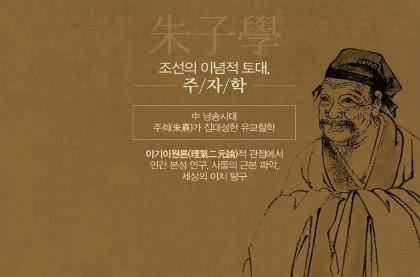 朱子學
조선의 이념적 토대,
주/자/학
中 남송시대
주희(朱熹)가 집대성한 유교철학
이기이원론(理氣二元論)적 관점에서
인간 본성 연구, 사물의 근본 파악,
세상의 이치 탐구